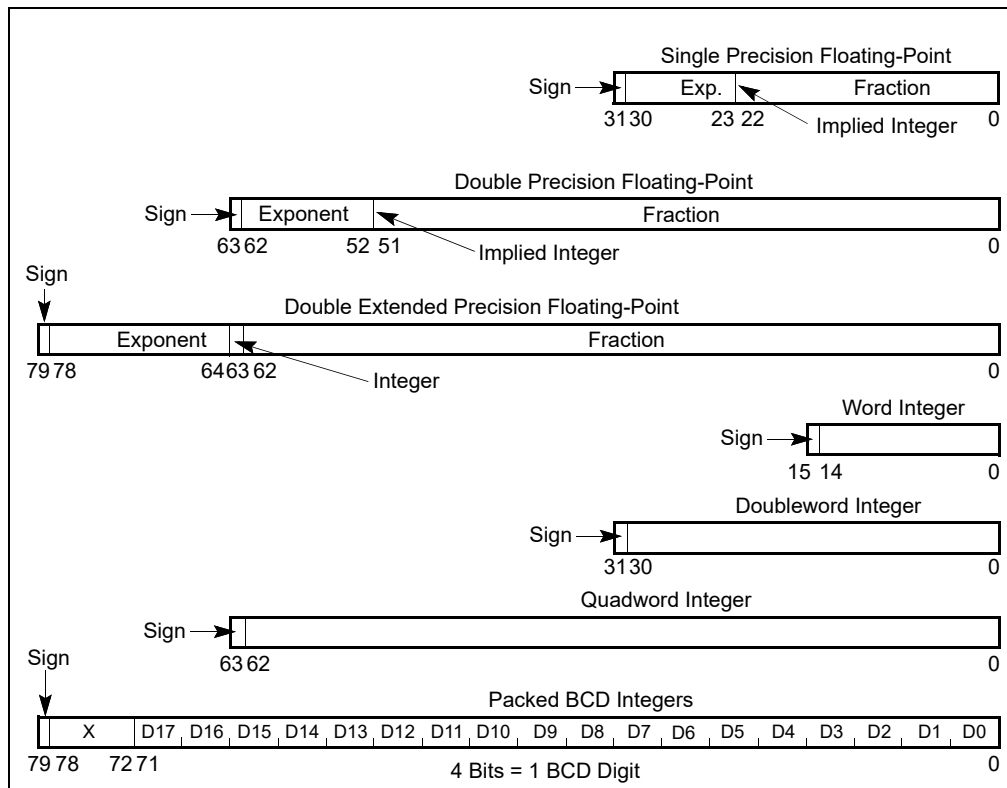 Single Precision Floating-Point
Sign
Exp.
Fraction
31 30
23 22
Implied Integer
0
Double Precision Floating-Point
Sign
Exponent
Fraction
63 62
52 51
Implied Integer
0
Sign
Double Extended Precision Floating-Point
Exponent
Fraction
79 78
64 63 62
Integer
0
Word Integer
Sign
15 14
0
Doubleword Integer
Sign
31 30
0
Quadword Integer
Sign
63 62
0
Sign
Packed BCD Integers
X D17 D16 D15 D14 D13 D12 D11 D10 D9 D8 D7 D6 D5 D4 D3 D2 D1 D0
79 78
72 71
4 Bits = 1 BCD Digit
0